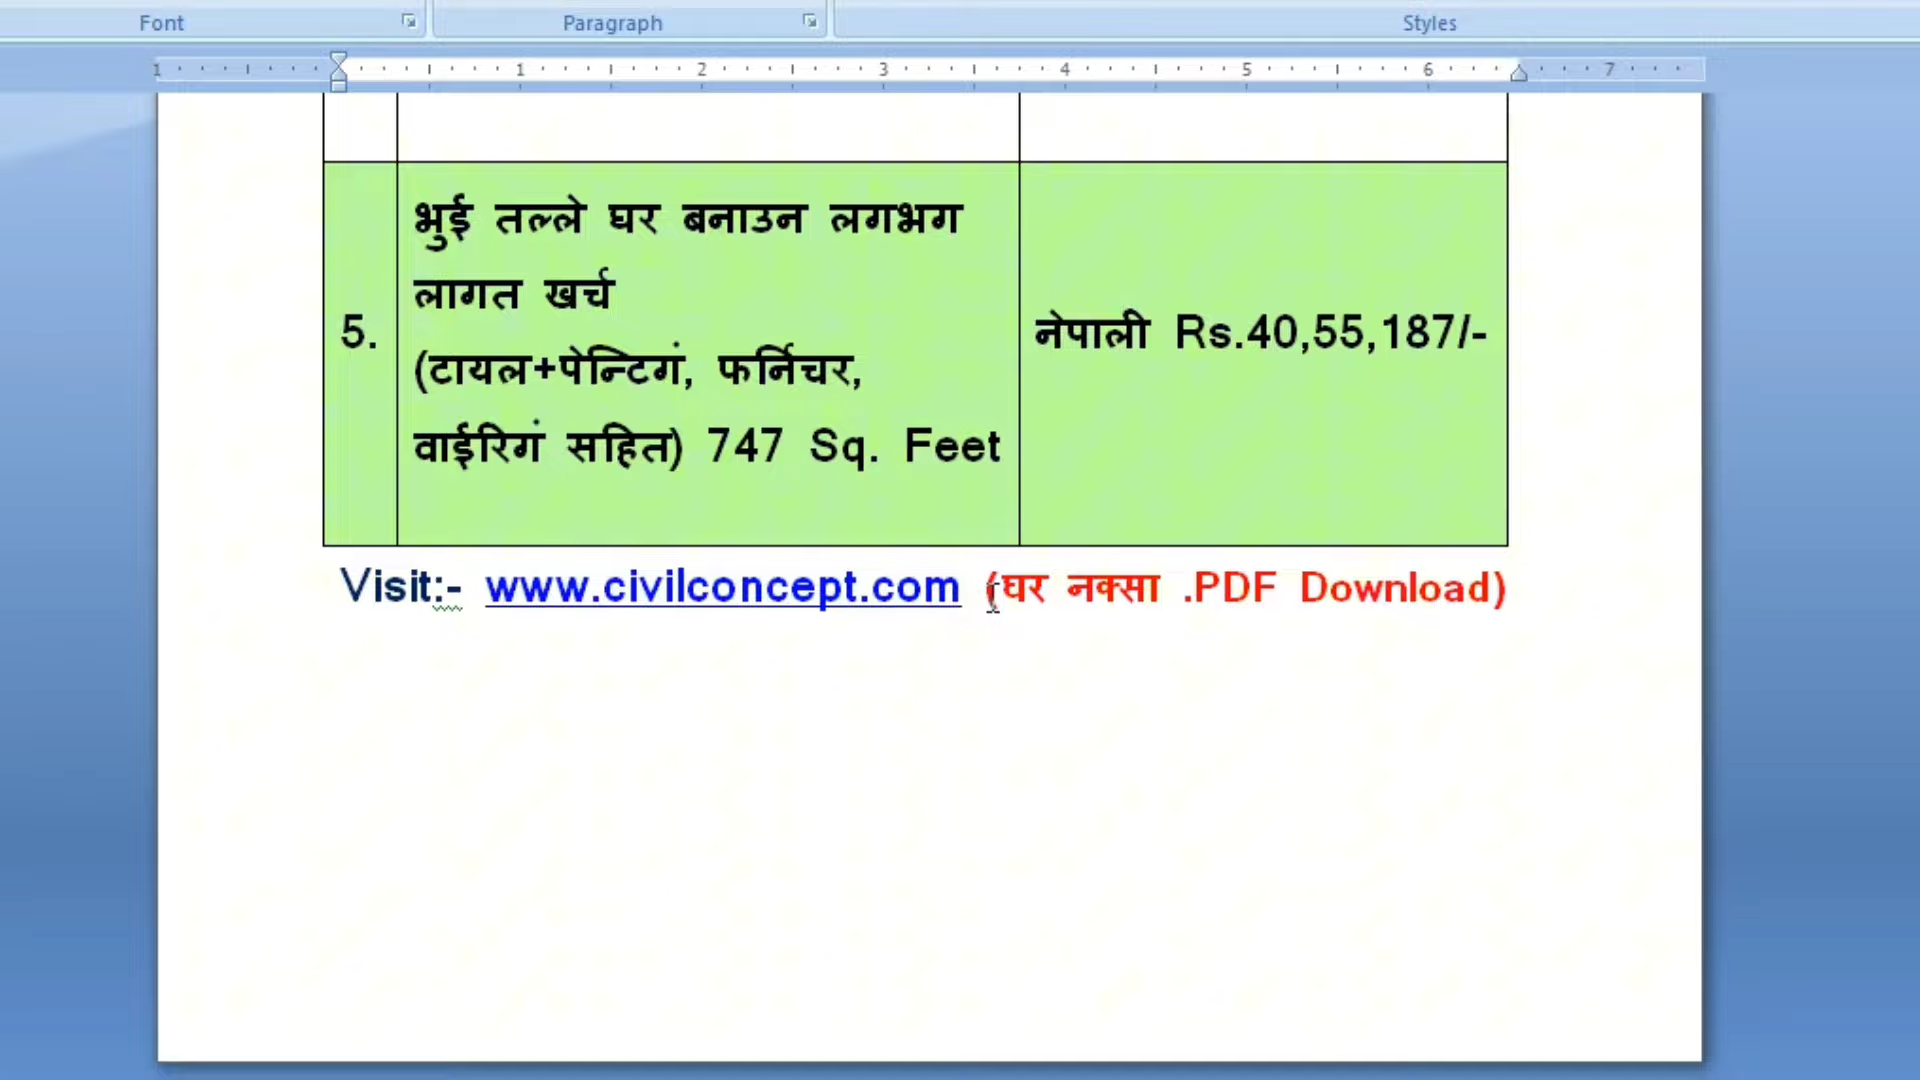 Font Paragraph Styles
1 1 2 3 4 5 6 7
भुई तल्ले घर बनाउन लगभग
लागत खर्च
5.
नेपाली Rs.40,55,187/-
(टायल+पेन्टिगं, फर्निचर,
वाईरिगं सहित) 747 Sq. Feet
Visit:- www.civilconcept.com (घर नक्सा .PDF Download)